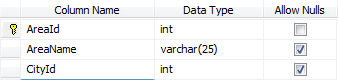 Column Name Data Type Allow Nulls
AreaId int
AreaName varchar(25)
CityId int